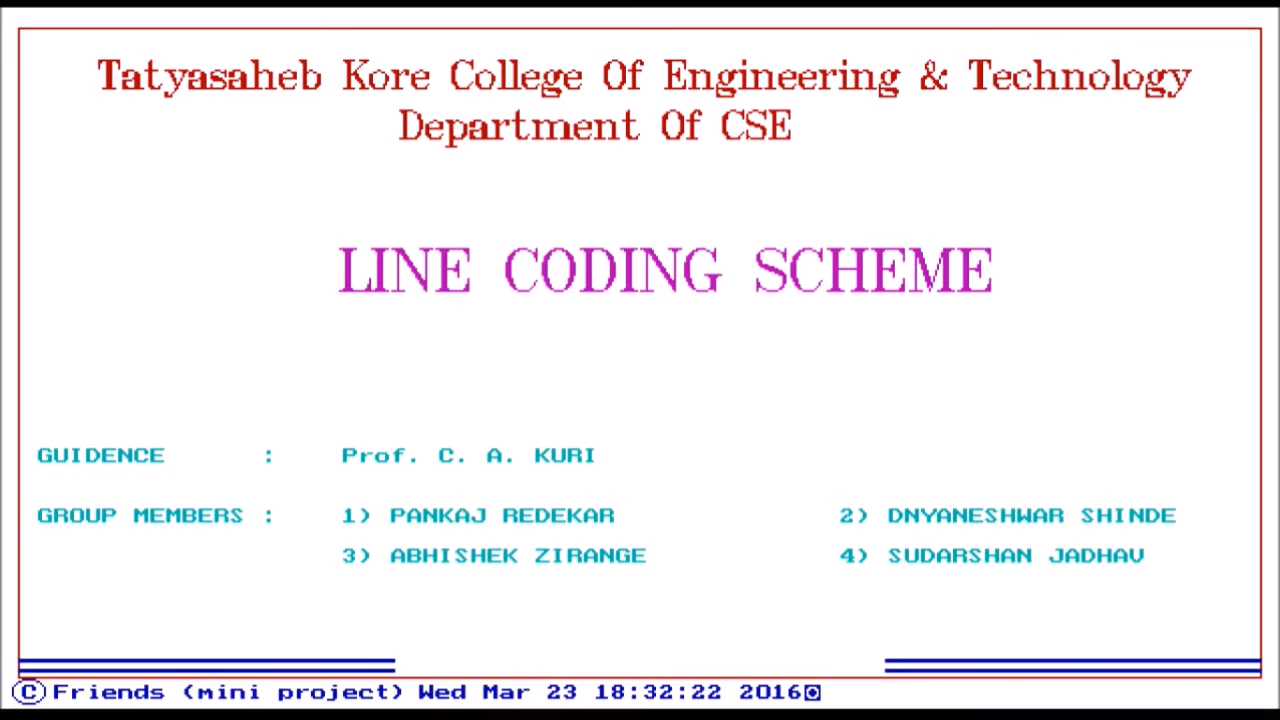 Tatyasaheb Kore College Of Engineering & Technology
Department Of CSE
LINE CODING SCHEME
GUIDENCE : Prof. C. A. KURI
GROUP MEMBERS : 1) PANKAJ REDEKAR 2) DNYANESHWAR SHINDE
3) ABHISHEK ZIRANGE 4) SUDARSHAN JADHAV
©Friends (mini project) Wed Mar 23 18:32:22 2016◙